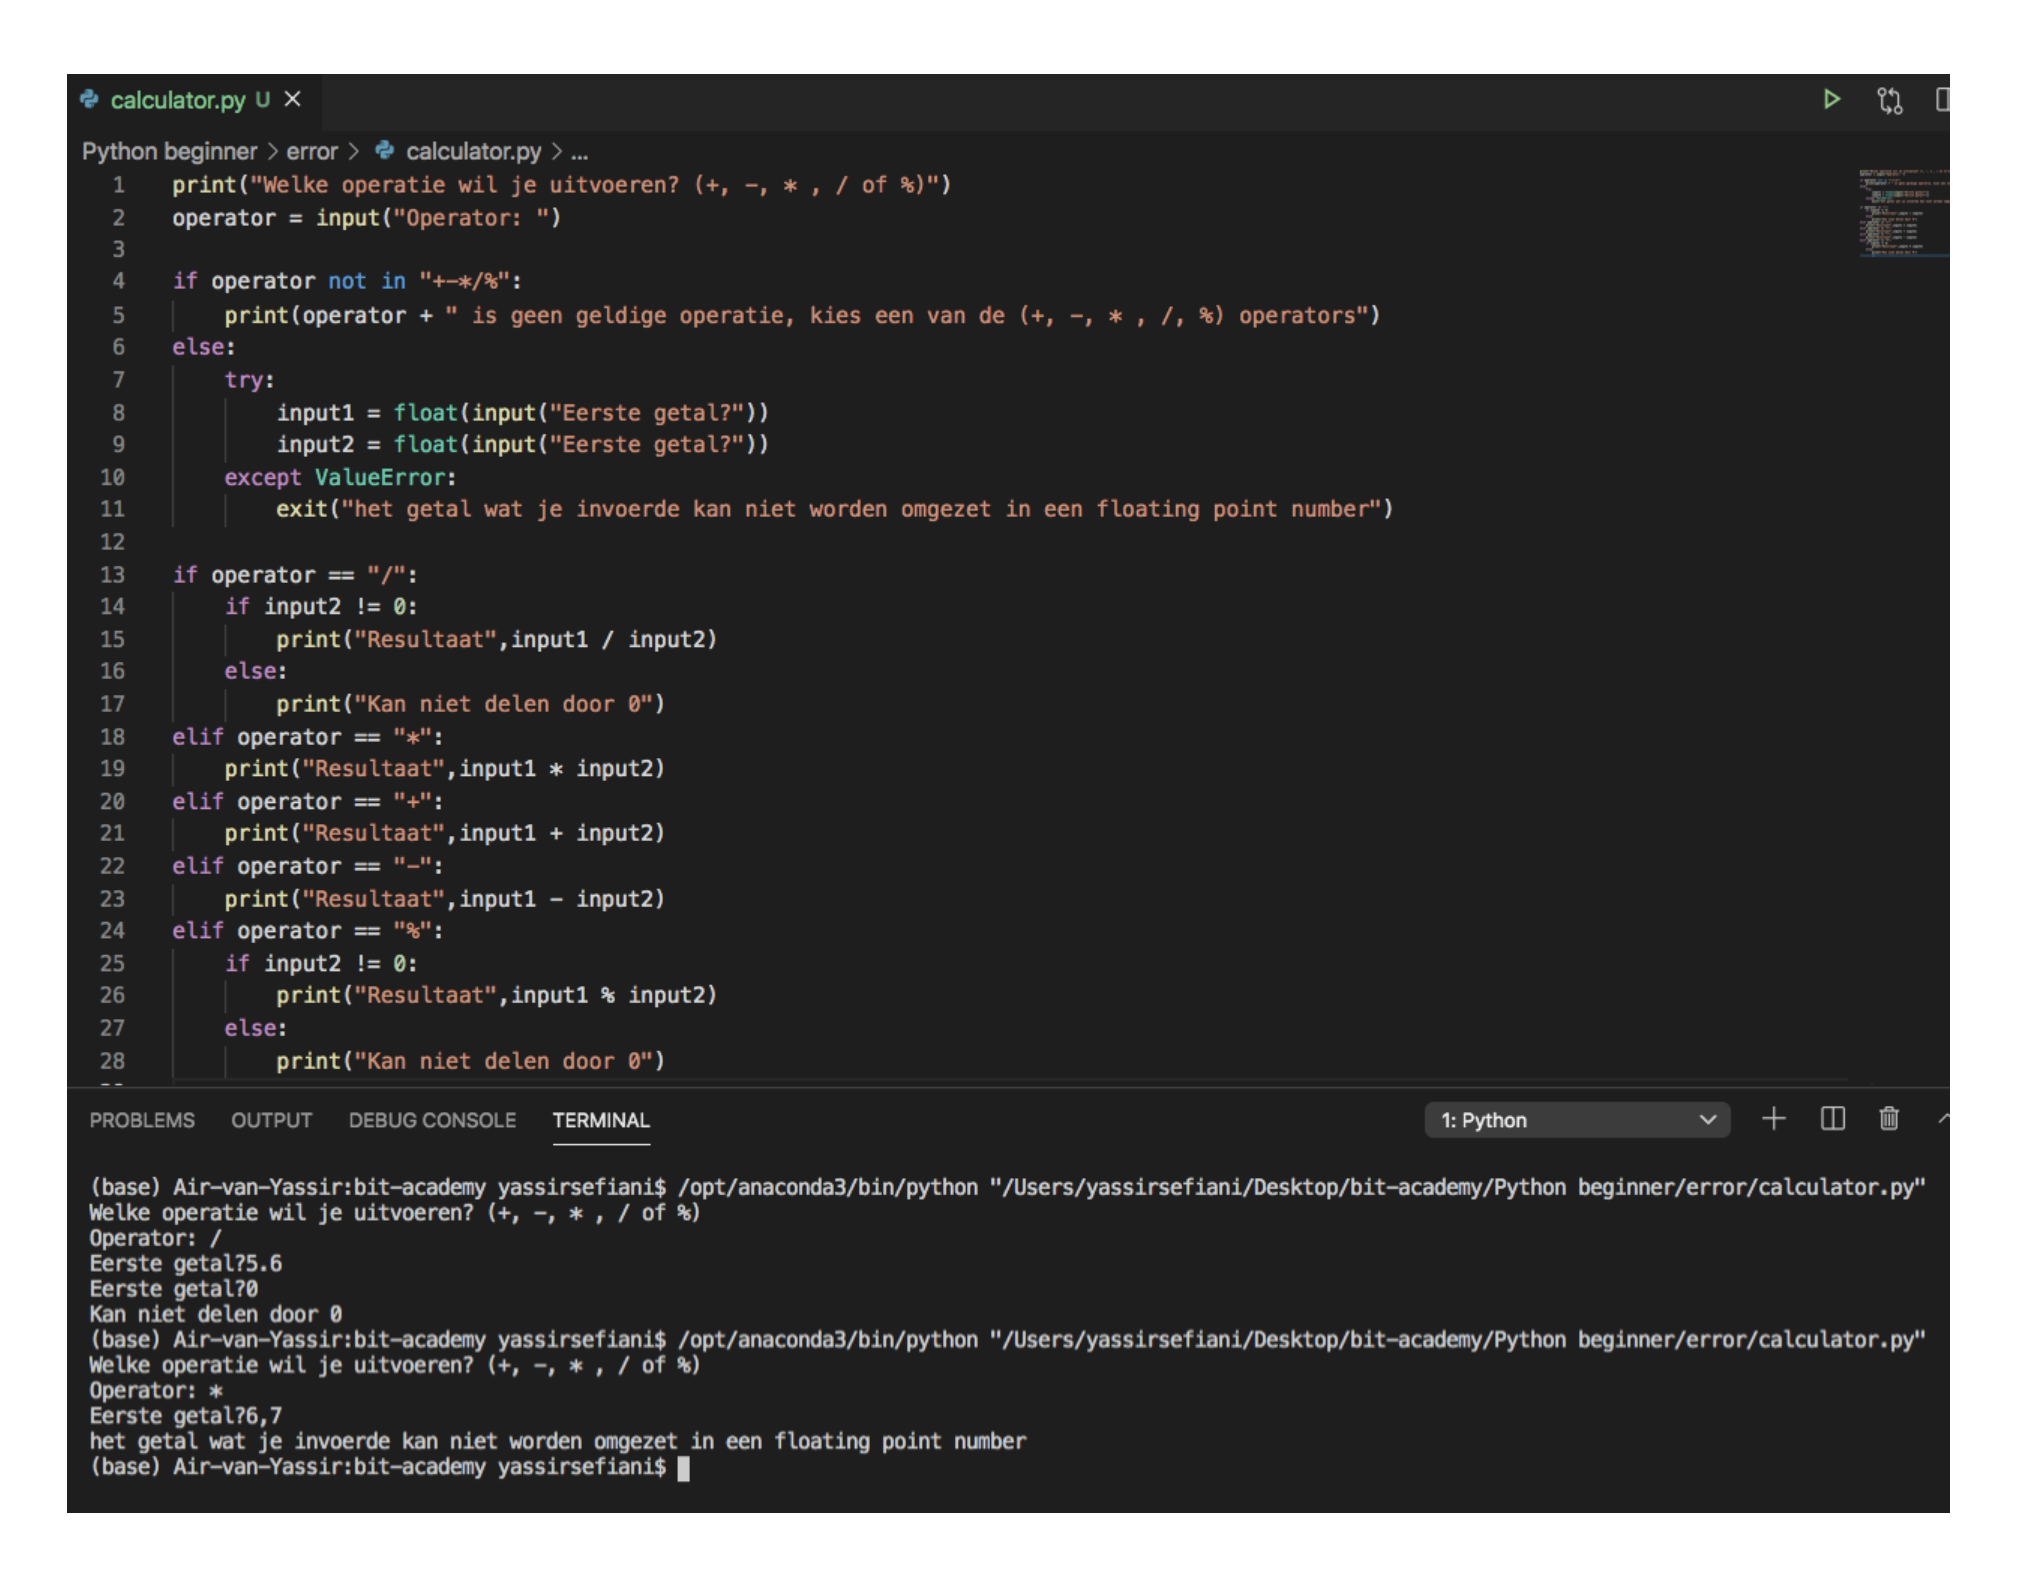 calculator.py U
Python beginner > error > calculator.py > ...
1 print("Welke operatie wil je uitvoeren? (+, -, * , / of %)")
2 operator = input("Operator: ")
3
4 if operator not in "+-*/%":
5     print(operator + " is geen geldige operatie, kies een van de (+, -, * , /, %) operators")
6 else:
7     try:
8         input1 = float(input("Eerste getal?"))
9         input2 = float(input("Eerste getal?"))
10     except ValueError:
11         exit("het getal wat je invoerde kan niet worden omgezet in een floating point number")
12
13 if operator == "/":
14     if input2 != 0:
15         print("Resultaat",input1 / input2)
16     else:
17         print("Kan niet delen door 0")
18 elif operator == "*":
19     print("Resultaat",input1 * input2)
20 elif operator == "+":
21     print("Resultaat",input1 + input2)
22 elif operator == "-":
23     print("Resultaat",input1 - input2)
24 elif operator == "%":
25     if input2 != 0:
26         print("Resultaat",input1 % input2)
27     else:
28         print("Kan niet delen door 0")
PROBLEMS OUTPUT DEBUG CONSOLE TERMINAL 1: Python
(base) Air-van-Yassir:bit-academy yassirsefiani$ /opt/anaconda3/bin/python "/Users/yassirsefiani/Desktop/bit-academy/Python beginner/error/calculator.py"
Welke operatie wil je uitvoeren? (+, -, * , / of %)
Operator: /
Eerste getal?5.6
Eerste getal?0
Kan niet delen door 0
(base) Air-van-Yassir:bit-academy yassirsefiani$ /opt/anaconda3/bin/python "/Users/yassirsefiani/Desktop/bit-academy/Python beginner/error/calculator.py"
Welke operatie wil je uitvoeren? (+, -, * , / of %)
Operator: *
Eerste getal?6,7
het getal wat je invoerde kan niet worden omgezet in een floating point number
(base) Air-van-Yassir:bit-academy yassirsefiani$